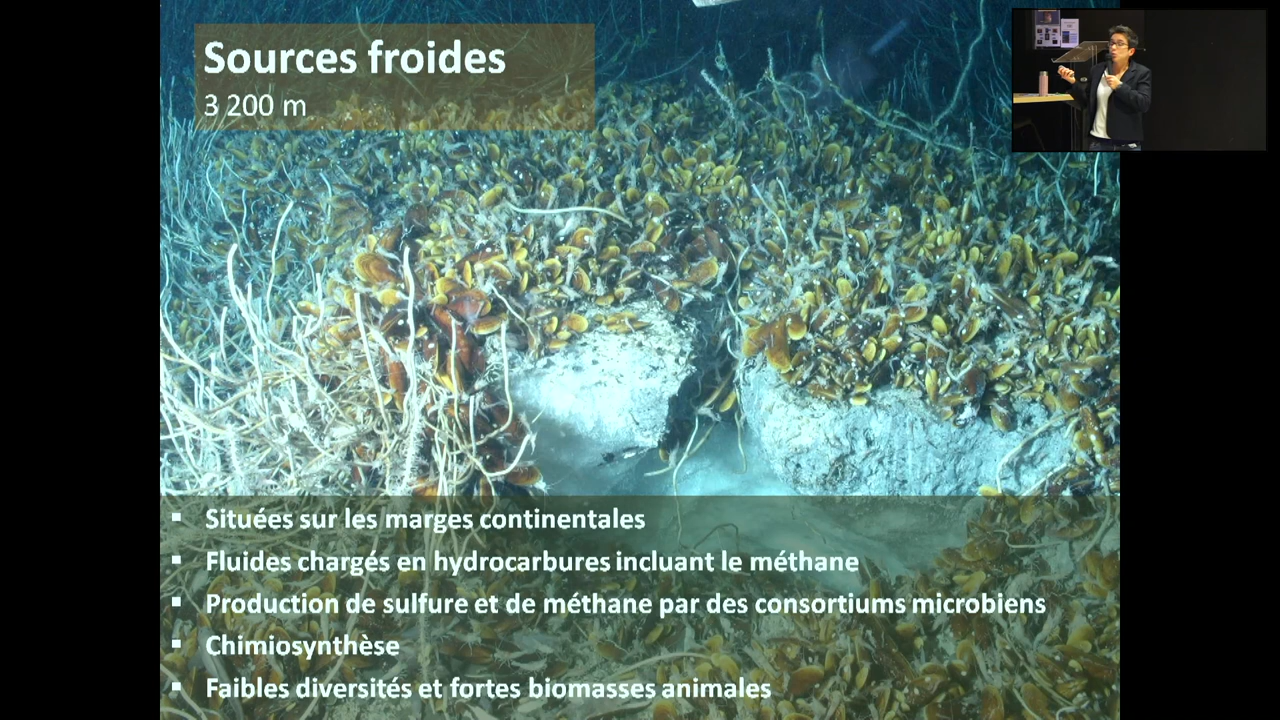 Sources froides
3 200 m
▪ Situées sur les marges continentales
▪ Fluides chargés en hydrocarbures incluant le méthane
▪ Production de sulfure et de méthane par des consortiums microbiens
▪ Chimiosynthèse
▪ Faibles diversités et fortes biomasses animales